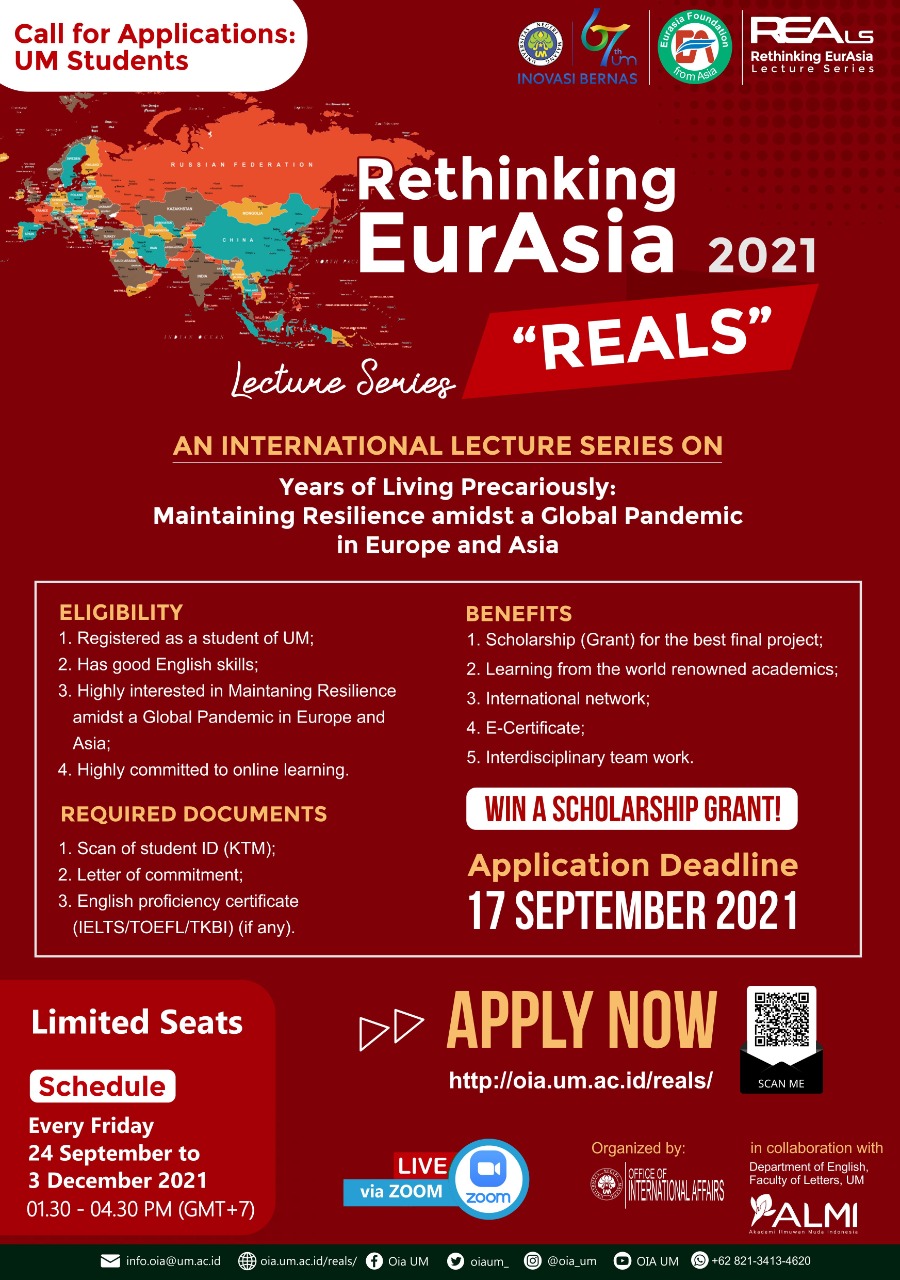 Call for Applications:
UM Students
67th um
INOVASI BERNAS
Eurasia Foundation
from Asia
REALS
Rethinking EurAsia
Lecture Series
RUSSIAN FEDERATION
KAZAKHSTAN
MONGOLIA
CHINA
INDIA
INDIAN OCEAN
Rethinking
EurAsia 2021
"REALS"
Lecture Series
AN INTERNATIONAL LECTURE SERIES ON
Years of Living Precariously:
Maintaining Resilience amidst a Global Pandemic
in Europe and Asia
ELIGIBILITY
1. Registered as a student of UM;
2. Has good English skills;
3. Highly interested in Maintaning Resilience
amidst a Global Pandemic in Europe and
Asia;
4. Highly committed to online learning.
REQUIRED DOCUMENTS
1. Scan of student ID (KTM);
2. Letter of commitment;
3. English proficiency certificate
(IELTS/TOEFL/TKBI) (if any).
BENEFITS
1. Scholarship (Grant) for the best final project;
2. Learning from the world renowned academics;
3. International network;
4. E-Certificate;
5. Interdisciplinary team work.
WIN A SCHOLARSHIP GRANT!
Application Deadline
17 SEPTEMBER 2021
Limited Seats
Schedule
Every Friday
24 September to
3 December 2021
01.30 - 04.30 PM (GMT+7)
APPLY NOW
http://oia.um.ac.id/reals/
SCAN ME
LIVE
via ZOOM
zoom
Organized by:
OFFICE OF
INTERNATIONAL AFFAIRS
in collaboration with
Department of English,
Faculty of Letters, UM
ALMI
Akademi Ilmuwan Muda Indonesia
info.oia@um.ac.id oia.um.ac.id/reals/ Oia UM oiaum_ @oia_um OIA UM +62 821-3413-4620